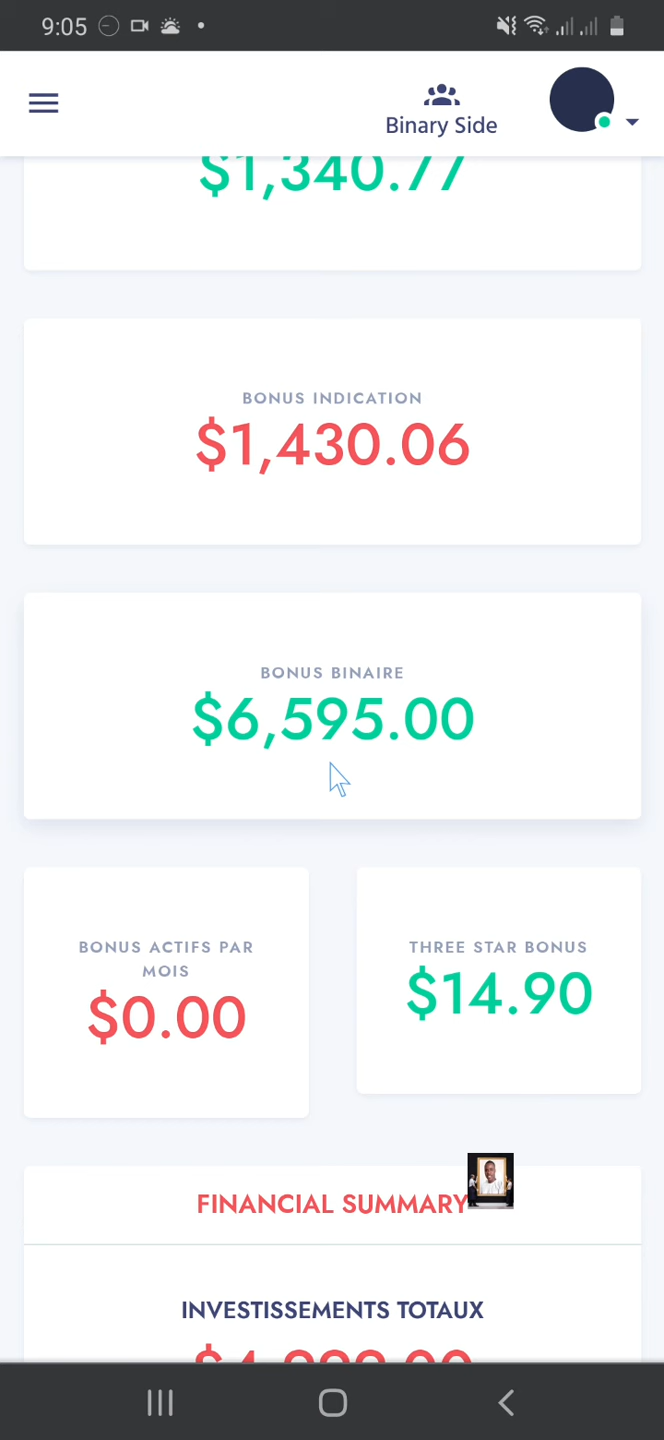 9:05
Binary Side
$1,340.77
BONUS INDICATION
$1,430.06
BONUS BINAIRE
$6,595.00
BONUS ACTIFS PAR
MOIS
$0.00
THREE STAR BONUS
$14.90
FINANCIAL SUMMARY
INVESTISSEMENTS TOTAUX